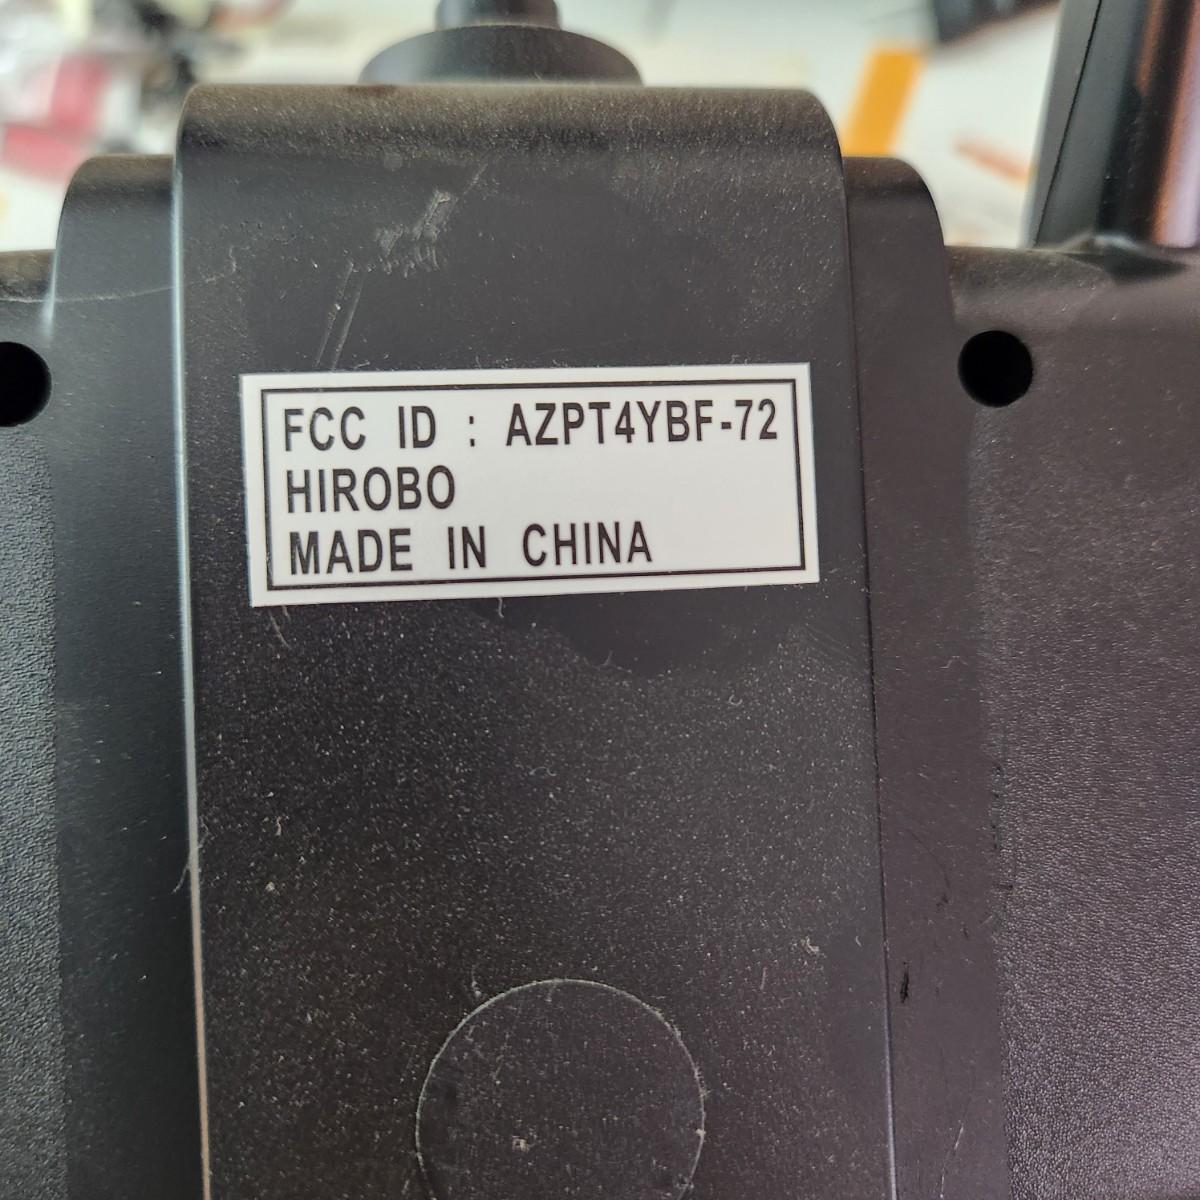 FCC ID : AZPT4YBF-72
HIROBO
MADE IN CHINA